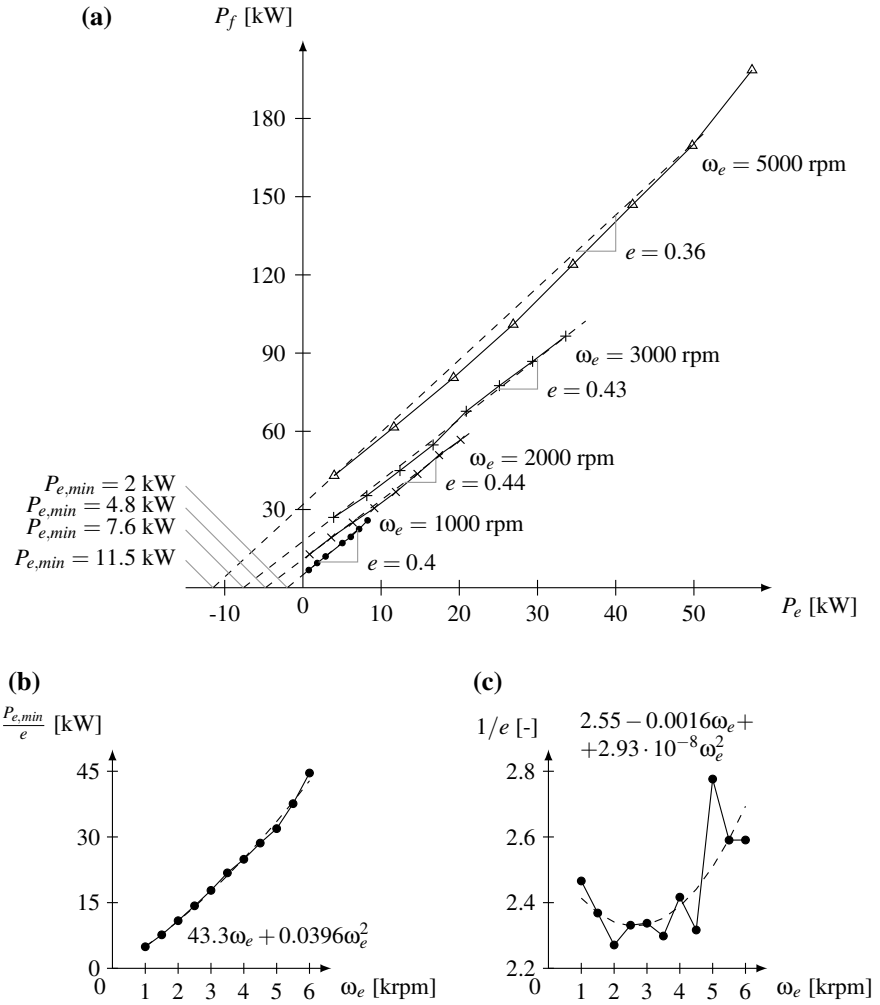 (a)
P_f [kW]
180
150
120
90
60
30
0
-10
10
20
30
40
50
P_e [kW]
ω_e = 5000 rpm
e = 0.36
ω_e = 3000 rpm
e = 0.43
ω_e = 2000 rpm
e = 0.44
ω_e = 1000 rpm
e = 0.4
P_{e,min} = 2 kW
P_{e,min} = 4.8 kW
P_{e,min} = 7.6 kW
P_{e,min} = 11.5 kW
(b)
P_{e,min}/e [kW]
45
30
15
0
0 1 2 3 4 5 6
ω_e [krpm]
43.3ω_e + 0.0396ω_e^2
(c)
1/e [-]
2.55 − 0.0016ω_e+
+2.93 · 10^{−8}ω_e^2
2.8
2.6
2.4
2.2
0 1 2 3 4 5 6
ω_e [krpm]